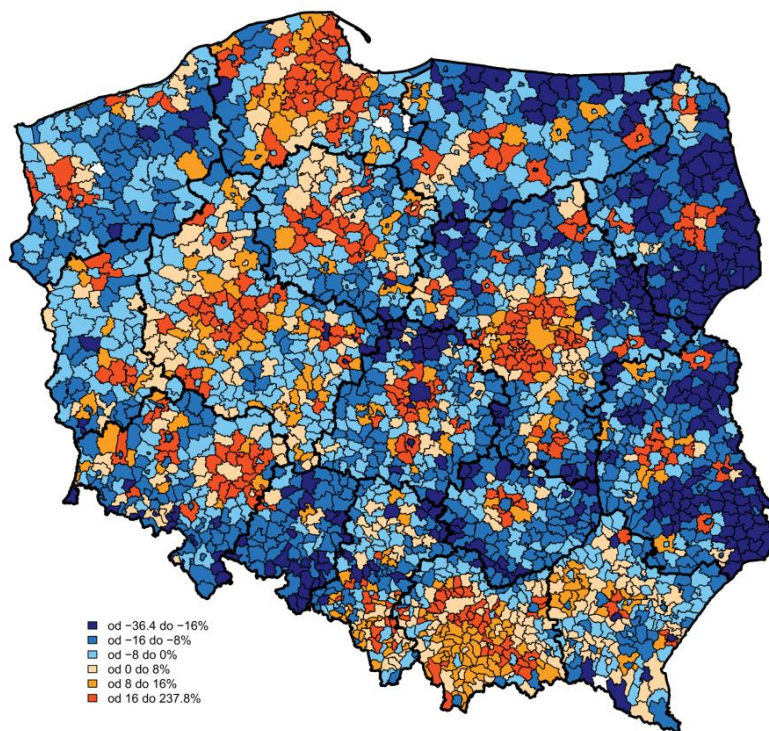 od −36.4 do −16%
od −16 do −8%
od −8 do 0%
od 0 do 8%
od 8 do 16%
od 16 do 237.8%